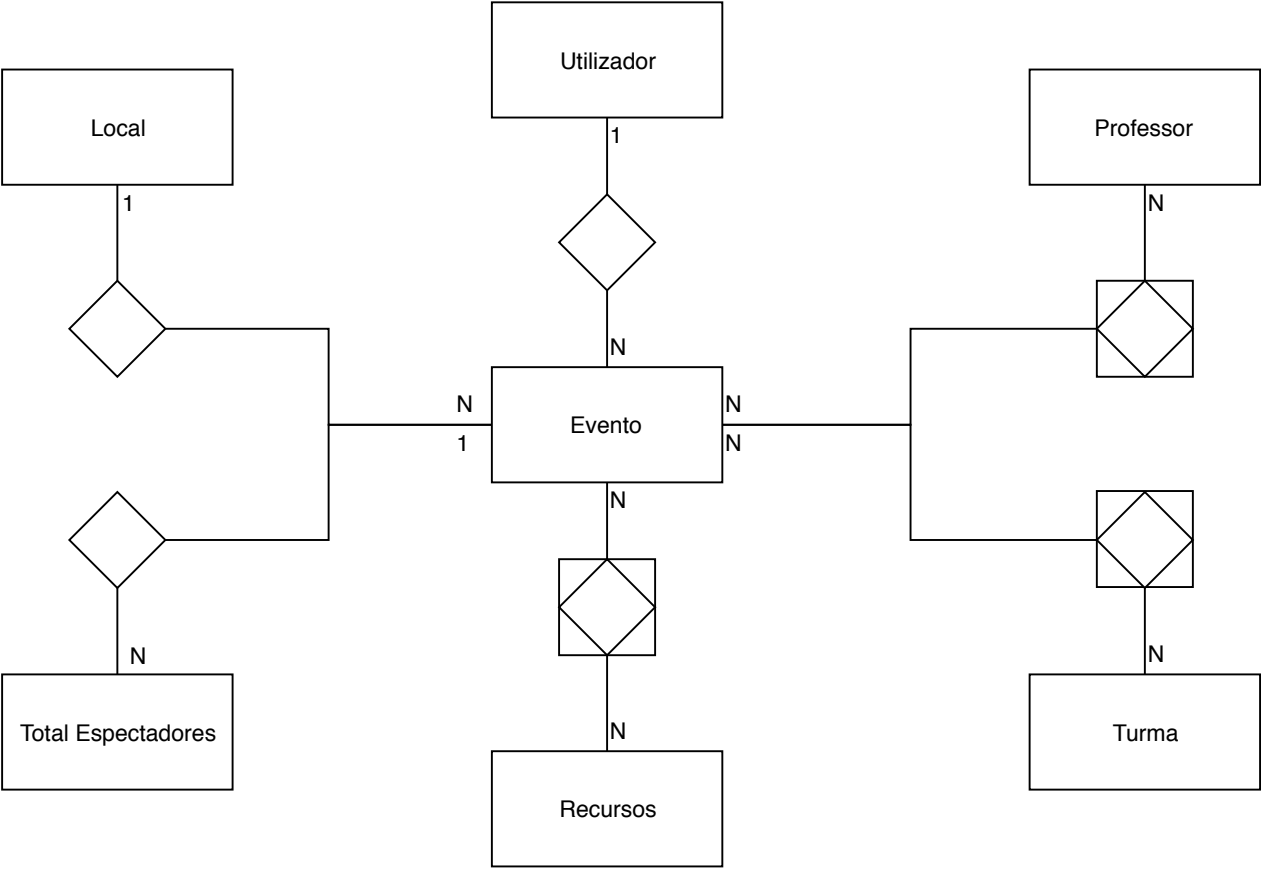 Utilizador
Local
Professor
1
1
N
N
N
Evento
N
1
N
N
N
N
N
Total Espectadores
Recursos
Turma
N